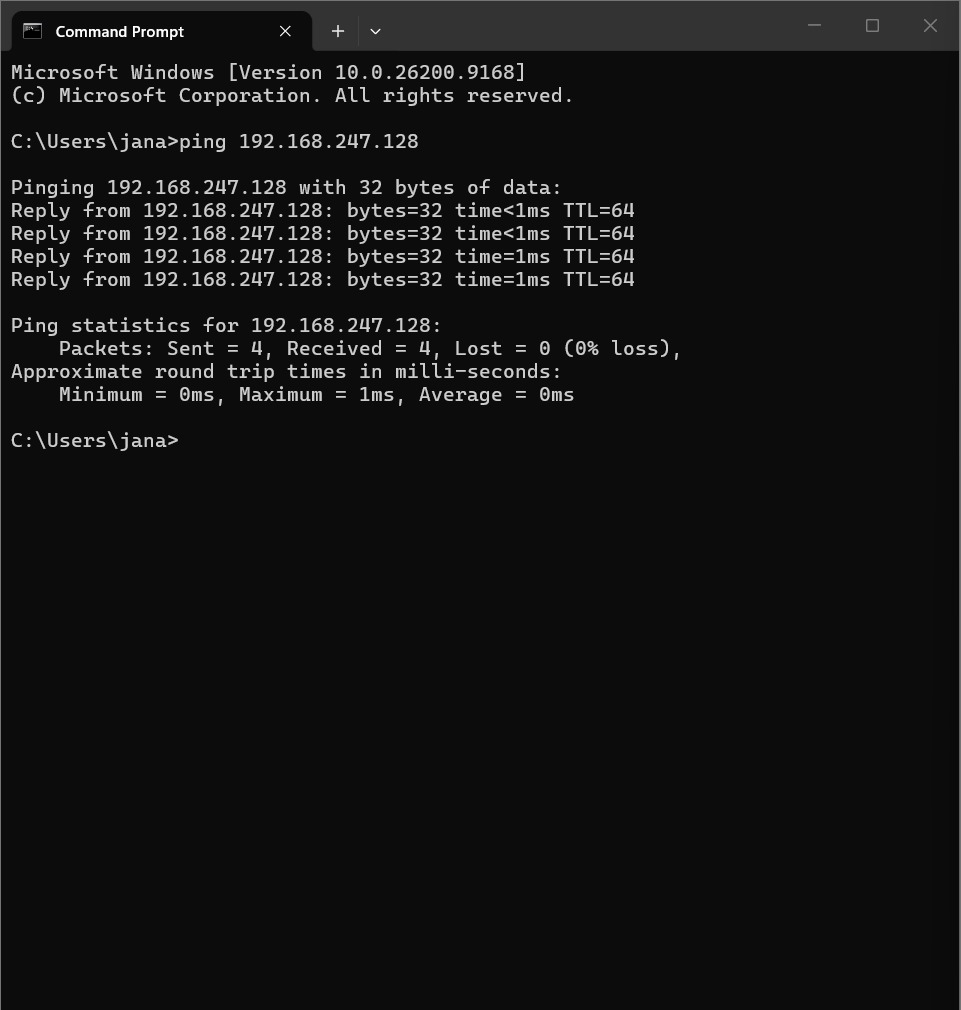 Command Prompt
Microsoft Windows [Version 10.0.26200.9168]
(c) Microsoft Corporation. All rights reserved.
C:\Users\jana>ping 192.168.247.128
Pinging 192.168.247.128 with 32 bytes of data:
Reply from 192.168.247.128: bytes=32 time<1ms TTL=64
Reply from 192.168.247.128: bytes=32 time<1ms TTL=64
Reply from 192.168.247.128: bytes=32 time=1ms TTL=64
Reply from 192.168.247.128: bytes=32 time=1ms TTL=64
Ping statistics for 192.168.247.128:
    Packets: Sent = 4, Received = 4, Lost = 0 (0% loss),
Approximate round trip times in milli-seconds:
    Minimum = 0ms, Maximum = 1ms, Average = 0ms
C:\Users\jana>